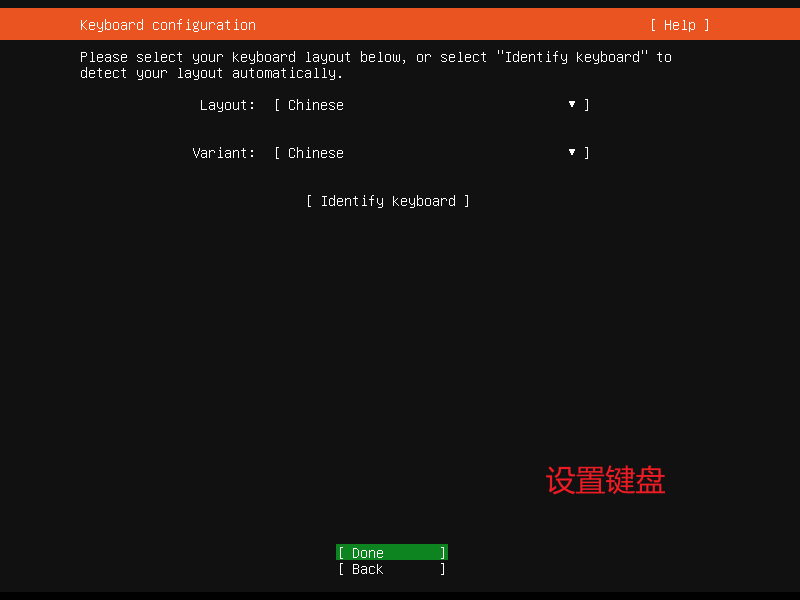 Keyboard configuration [ Help ]
Please select your keyboard layout below, or select "Identify keyboard" to
detect your layout automatically.
Layout: [ Chinese ▾ ]
Variant: [ Chinese ▾ ]
[ Identify keyboard ]
设置键盘
[ Done ]
[ Back ]